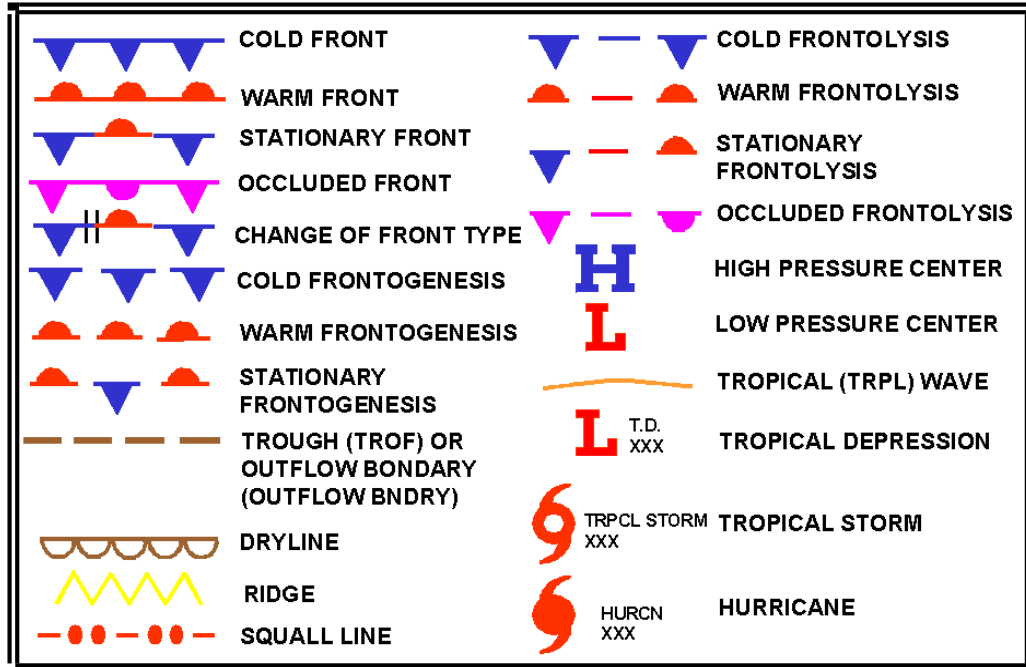 COLD FRONT
WARM FRONT
STATIONARY FRONT
OCCLUDED FRONT
CHANGE OF FRONT TYPE
COLD FRONTOGENESIS
WARM FRONTOGENESIS
STATIONARY
FRONTOGENESIS
TROUGH (TROF) OR
OUTFLOW BONDARY
(OUTFLOW BNDRY)
DRYLINE
RIDGE
SQUALL LINE
COLD FRONTOLYSIS
WARM FRONTOLYSIS
STATIONARY
FRONTOLYSIS
OCCLUDED FRONTOLYSIS
H HIGH PRESSURE CENTER
L LOW PRESSURE CENTER
TROPICAL (TRPL) WAVE
L T.D. TROPICAL DEPRESSION
XXX
TRPCL STORM TROPICAL STORM
XXX
HURCN HURRICANE
XXX